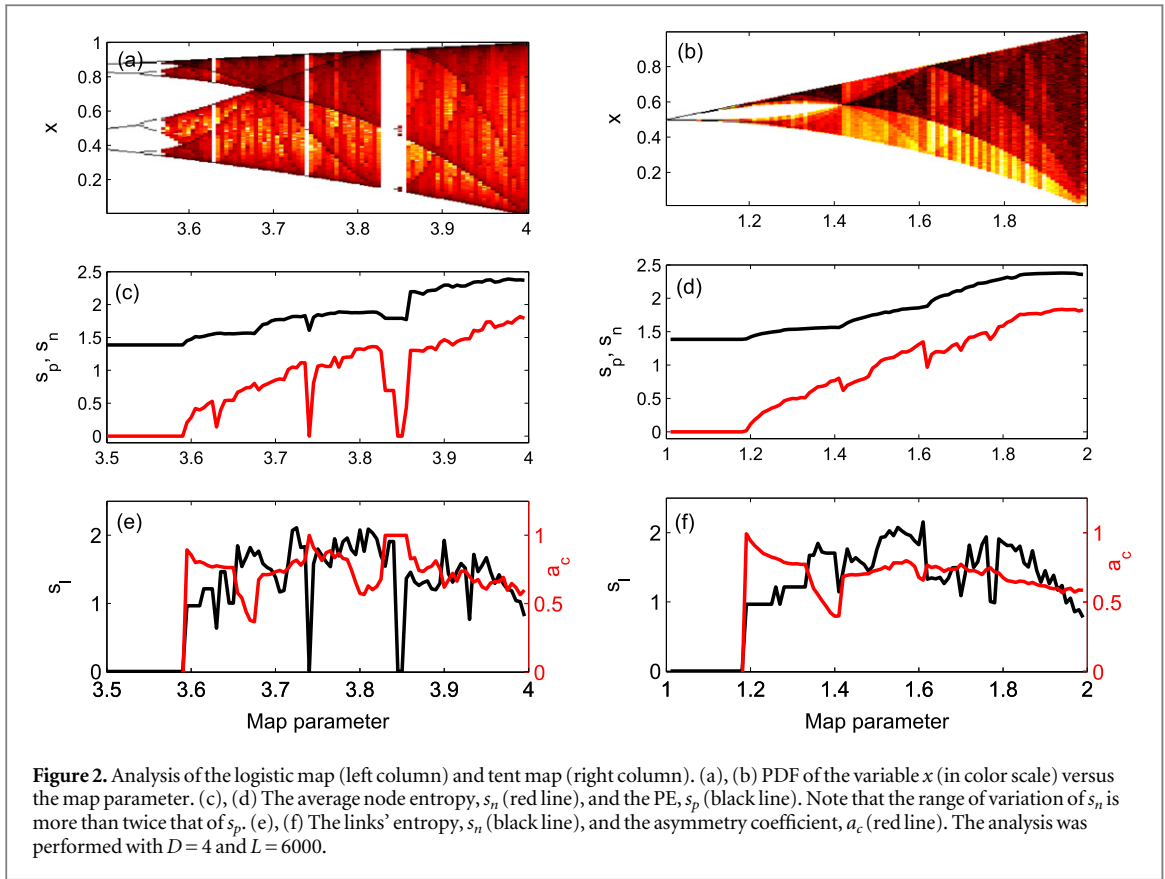 (a)
1
0.8
0.6
0.4
0.2
x
3.6 3.7 3.8 3.9 4
(b)
0.8
0.6
0.4
0.2
x
1.2 1.4 1.6 1.8
(c)
2.5
2
1.5
1
0.5
0
s_p, s_n
3.5 3.6 3.7 3.8 3.9 4
(d)
2.5
2
1.5
1
0.5
0
s_p, s_n
1 1.2 1.4 1.6 1.8 2
(e)
2
1
0
s_l
1
0.5
0
a_c
3.5 3.6 3.7 3.8 3.9 4
Map parameter
(f)
2
1
0
s_l
1
0.5
0
a_c
1 1.2 1.4 1.6 1.8 2
Map parameter
Figure 2. Analysis of the logistic map (left column) and tent map (right column). (a), (b) PDF of the variable x (in color scale) versus
the map parameter. (c), (d) The average node entropy, s_n (red line), and the PE, s_p (black line). Note that the range of variation of s_n is
more than twice that of s_p. (e), (f) The links' entropy, s_n (black line), and the asymmetry coefficient, a_c (red line). The analysis was
performed with D = 4 and L = 6000.